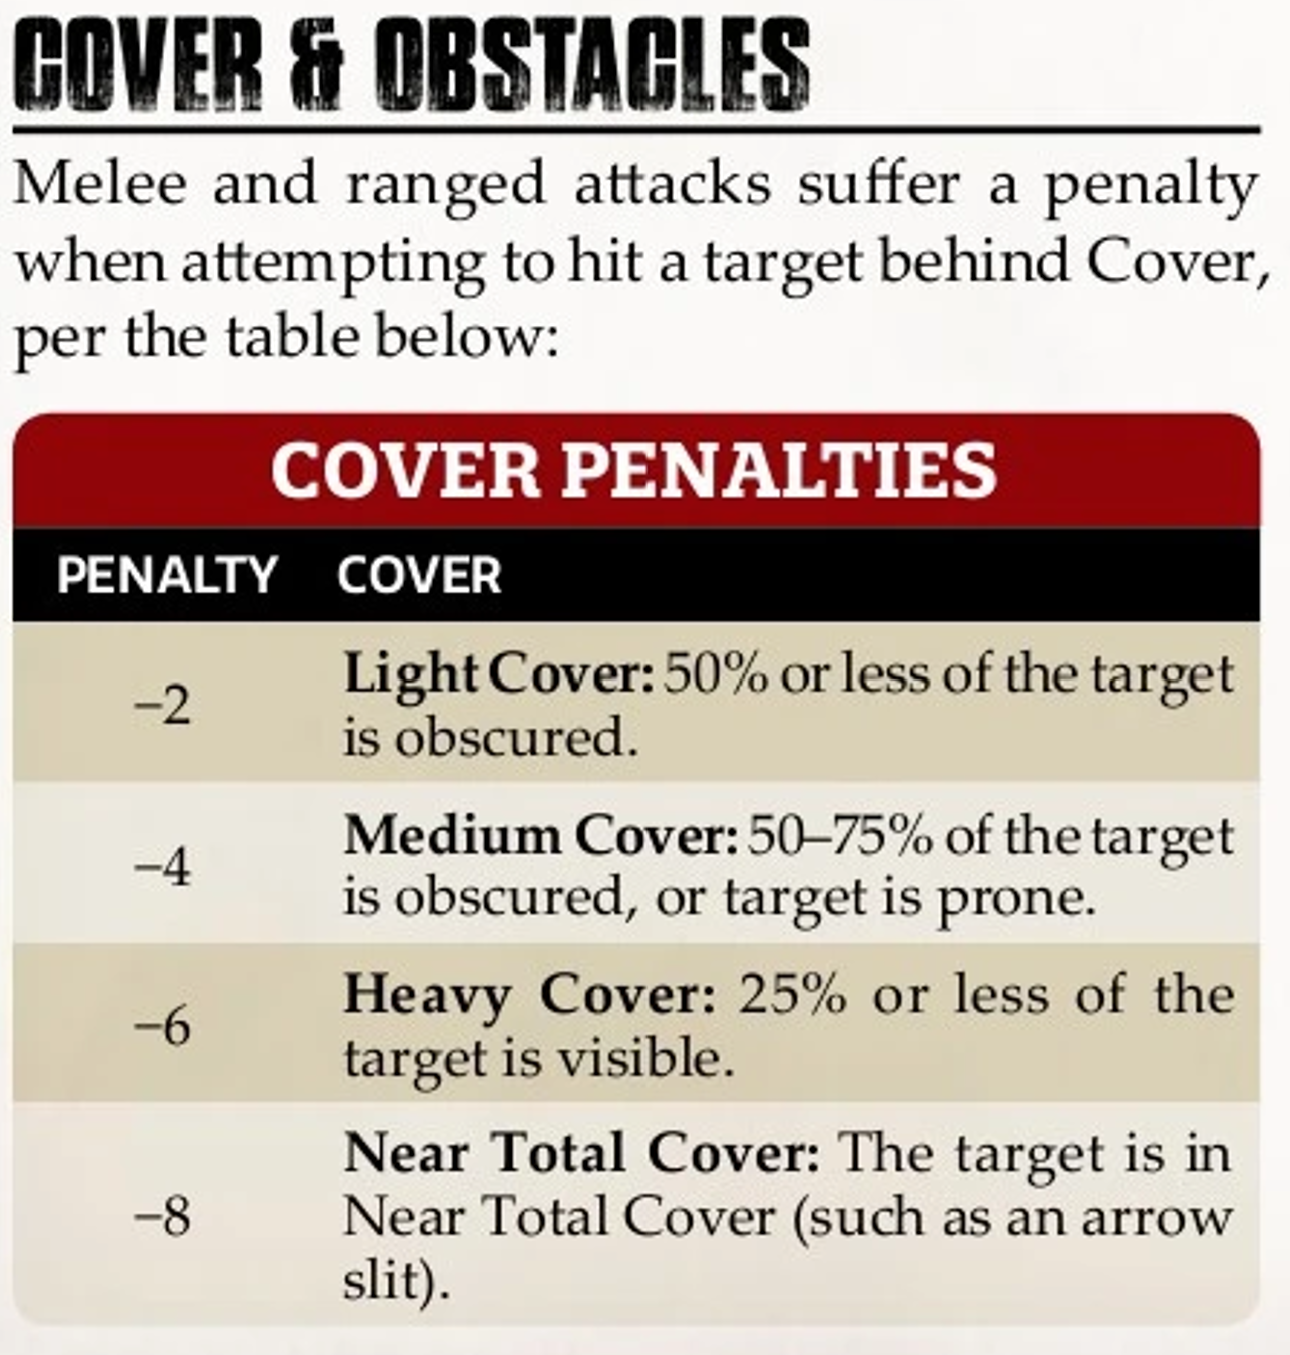 COVER & OBSTACLES
Melee and ranged attacks suffer a penalty
when attempting to hit a target behind Cover,
per the table below:
COVER PENALTIES
PENALTY COVER
–2
Light Cover: 50% or less of the target
is obscured.
–4
Medium Cover: 50–75% of the target
is obscured, or target is prone.
–6
Heavy Cover: 25% or less of the
target is visible.
–8
Near Total Cover: The target is in
Near Total Cover (such as an arrow
slit).